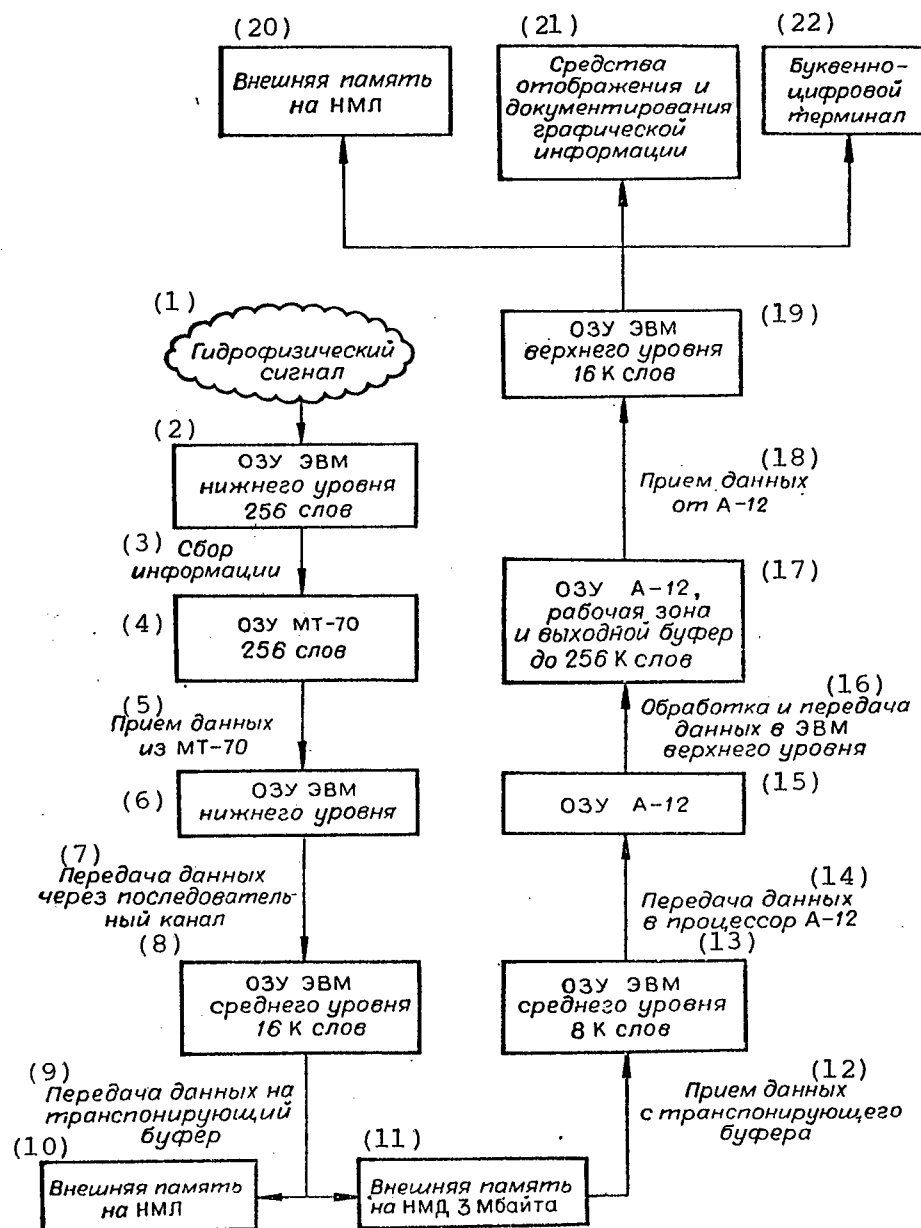 (20)
Внешняя память
на НМЛ
(21)
Средства
отображения и
документирования
графической
информации
(22)
Буквенно-
цифровой
терминал
(1)
Гидрофизический
сигнал
(2)
ОЗУ ЭВМ
нижнего уровня
256 слов
(3) Сбор
информации
(4)
ОЗУ МТ-70
256 слов
(5)
Прием данных
из МТ-70
(6)
ОЗУ ЭВМ
нижнего уровня
(7)
Передача данных
через последователь-
ный канал
(8)
ОЗУ ЭВМ
среднего уровня
16 К слов
(9)
Передача данных на
транспонирующий
буфер
(10)
Внешняя память
на НМЛ
(11)
Внешняя память
на НМД 3 Мбайта
(12)
Прием данных
с транспонирующего
буфера
(13)
ОЗУ ЭВМ
среднего уровня
8 К слов
(14)
Передача данных
в процессор А-12
(15)
ОЗУ А-12
(16)
Обработка и передача
данных в ЭВМ
верхнего уровня
(17)
ОЗУ А-12,
рабочая зона
и выходной буфер
до 256 К слов
(18)
Прием данных
от А-12
(19)
ОЗУ ЭВМ
верхнего уровня
16 К слов